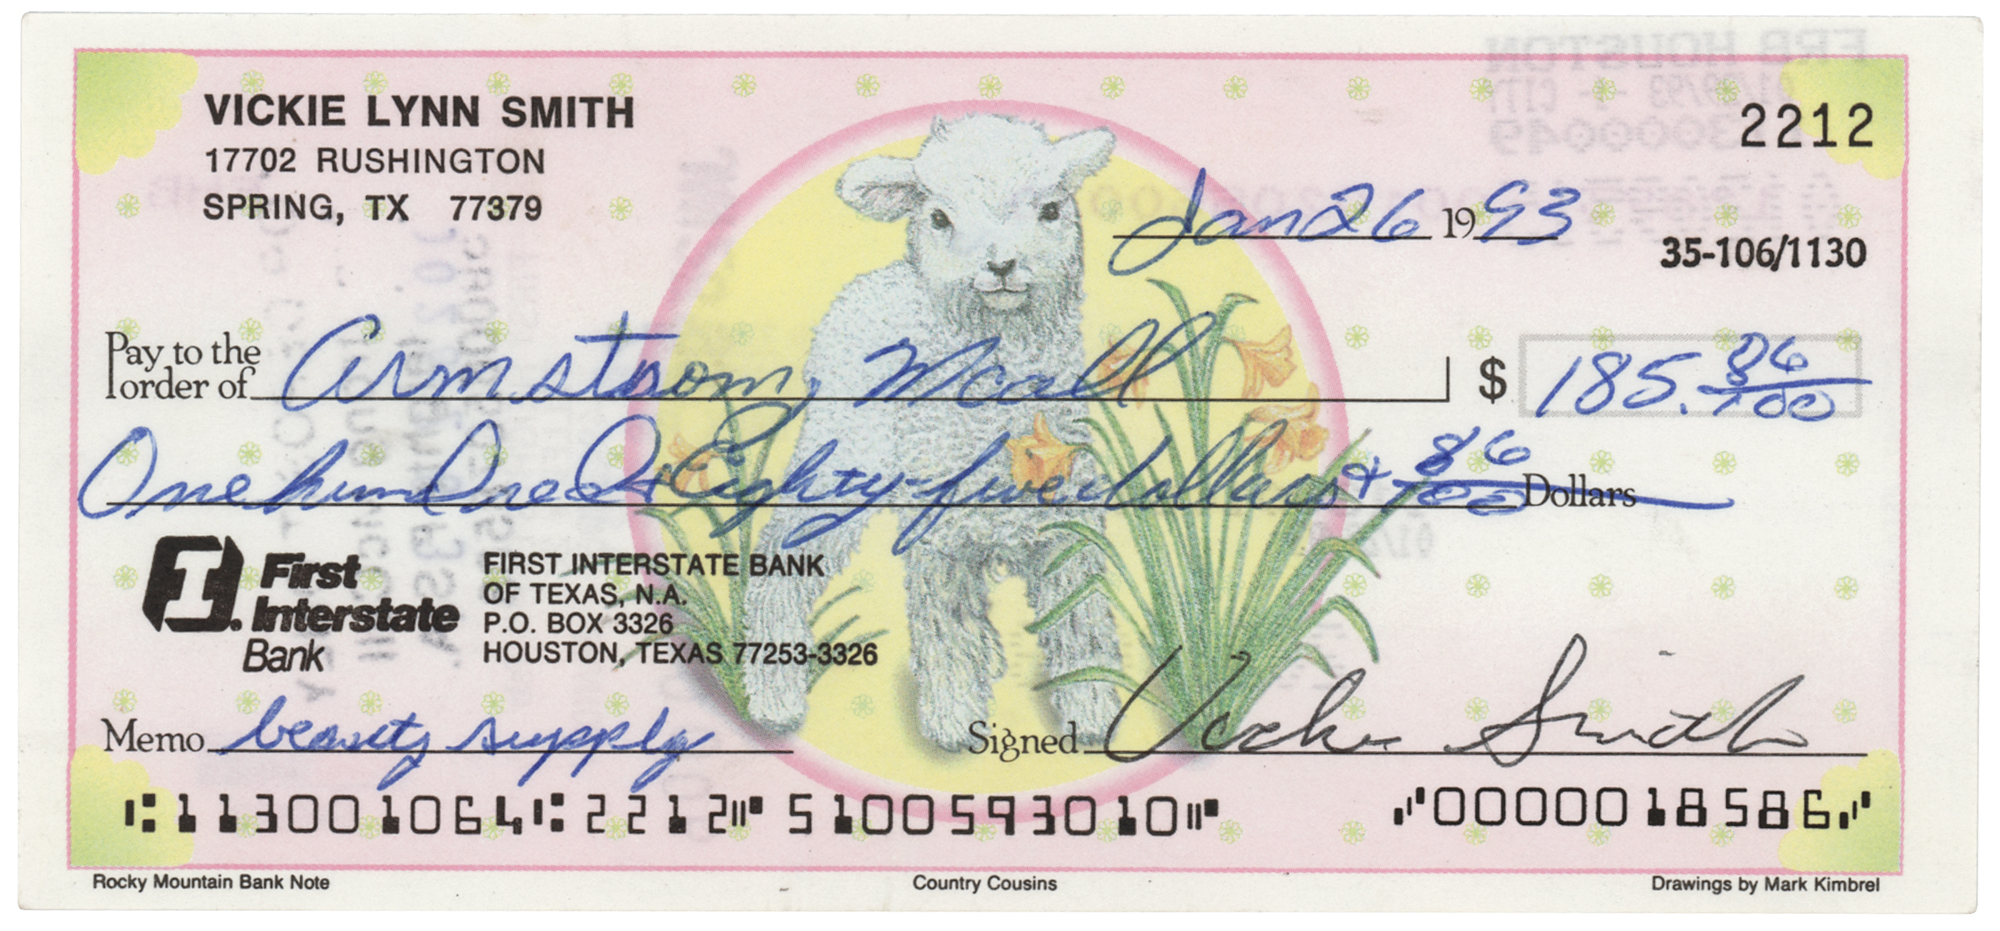 VICKIE LYNN SMITH
17702 RUSHINGTON
SPRING, TX 77379
2212
Jan 26 1993
35-106/1130
Pay to the order of Armstrong, Mcall $ 185. 86/100
One hundred & Eighty-five dollars + 86/100 Dollars
First Interstate Bank
FIRST INTERSTATE BANK
OF TEXAS, N.A.
P.O. BOX 3326
HOUSTON, TEXAS 77253-3326
Memo beauty supply
Signed Vickie Smith
⑆113001064⑆2212⑈ 5100593010⑈ ⑇0000018586⑇
Rocky Mountain Bank Note
Country Cousins
Drawings by Mark Kimbrel